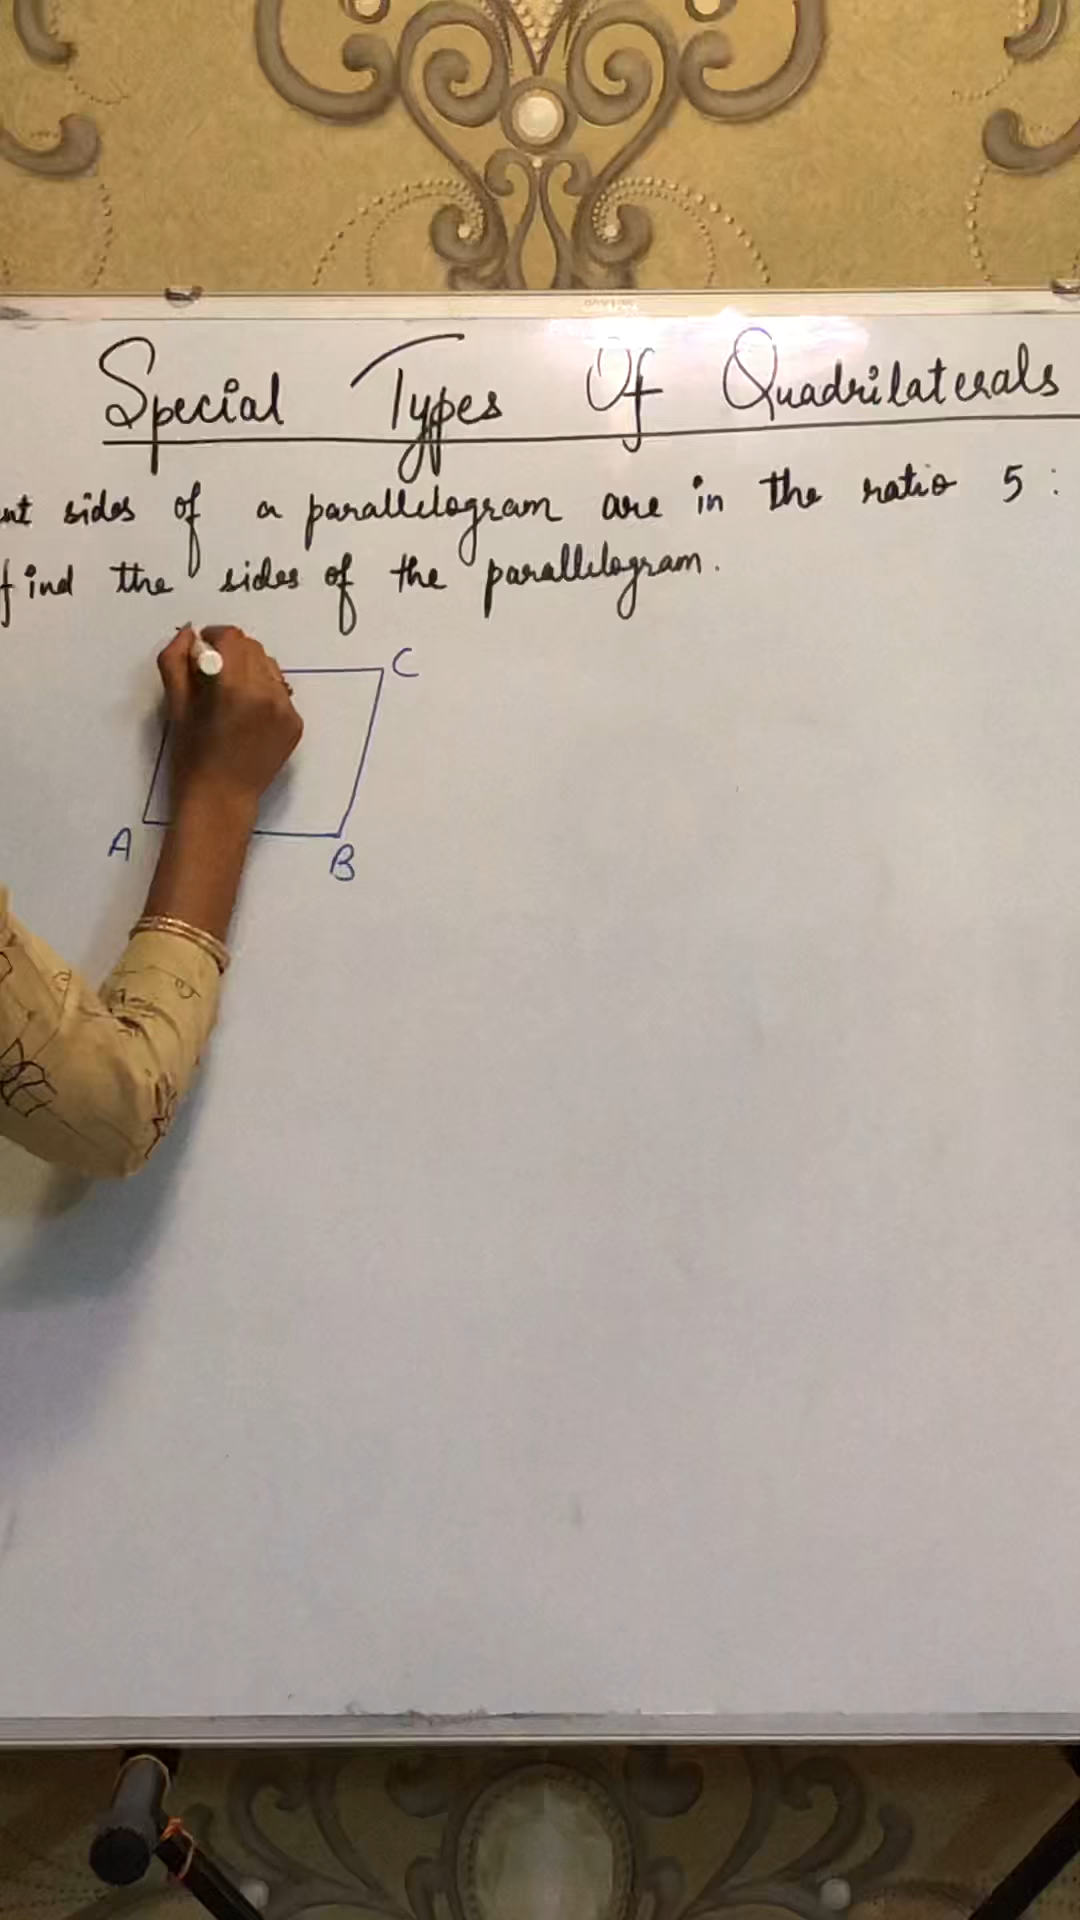 Special Types Of Quadrilaterals
sides of a parallelogram are in the ratio 5 :
find the sides of the parallelogram.
C
A
B